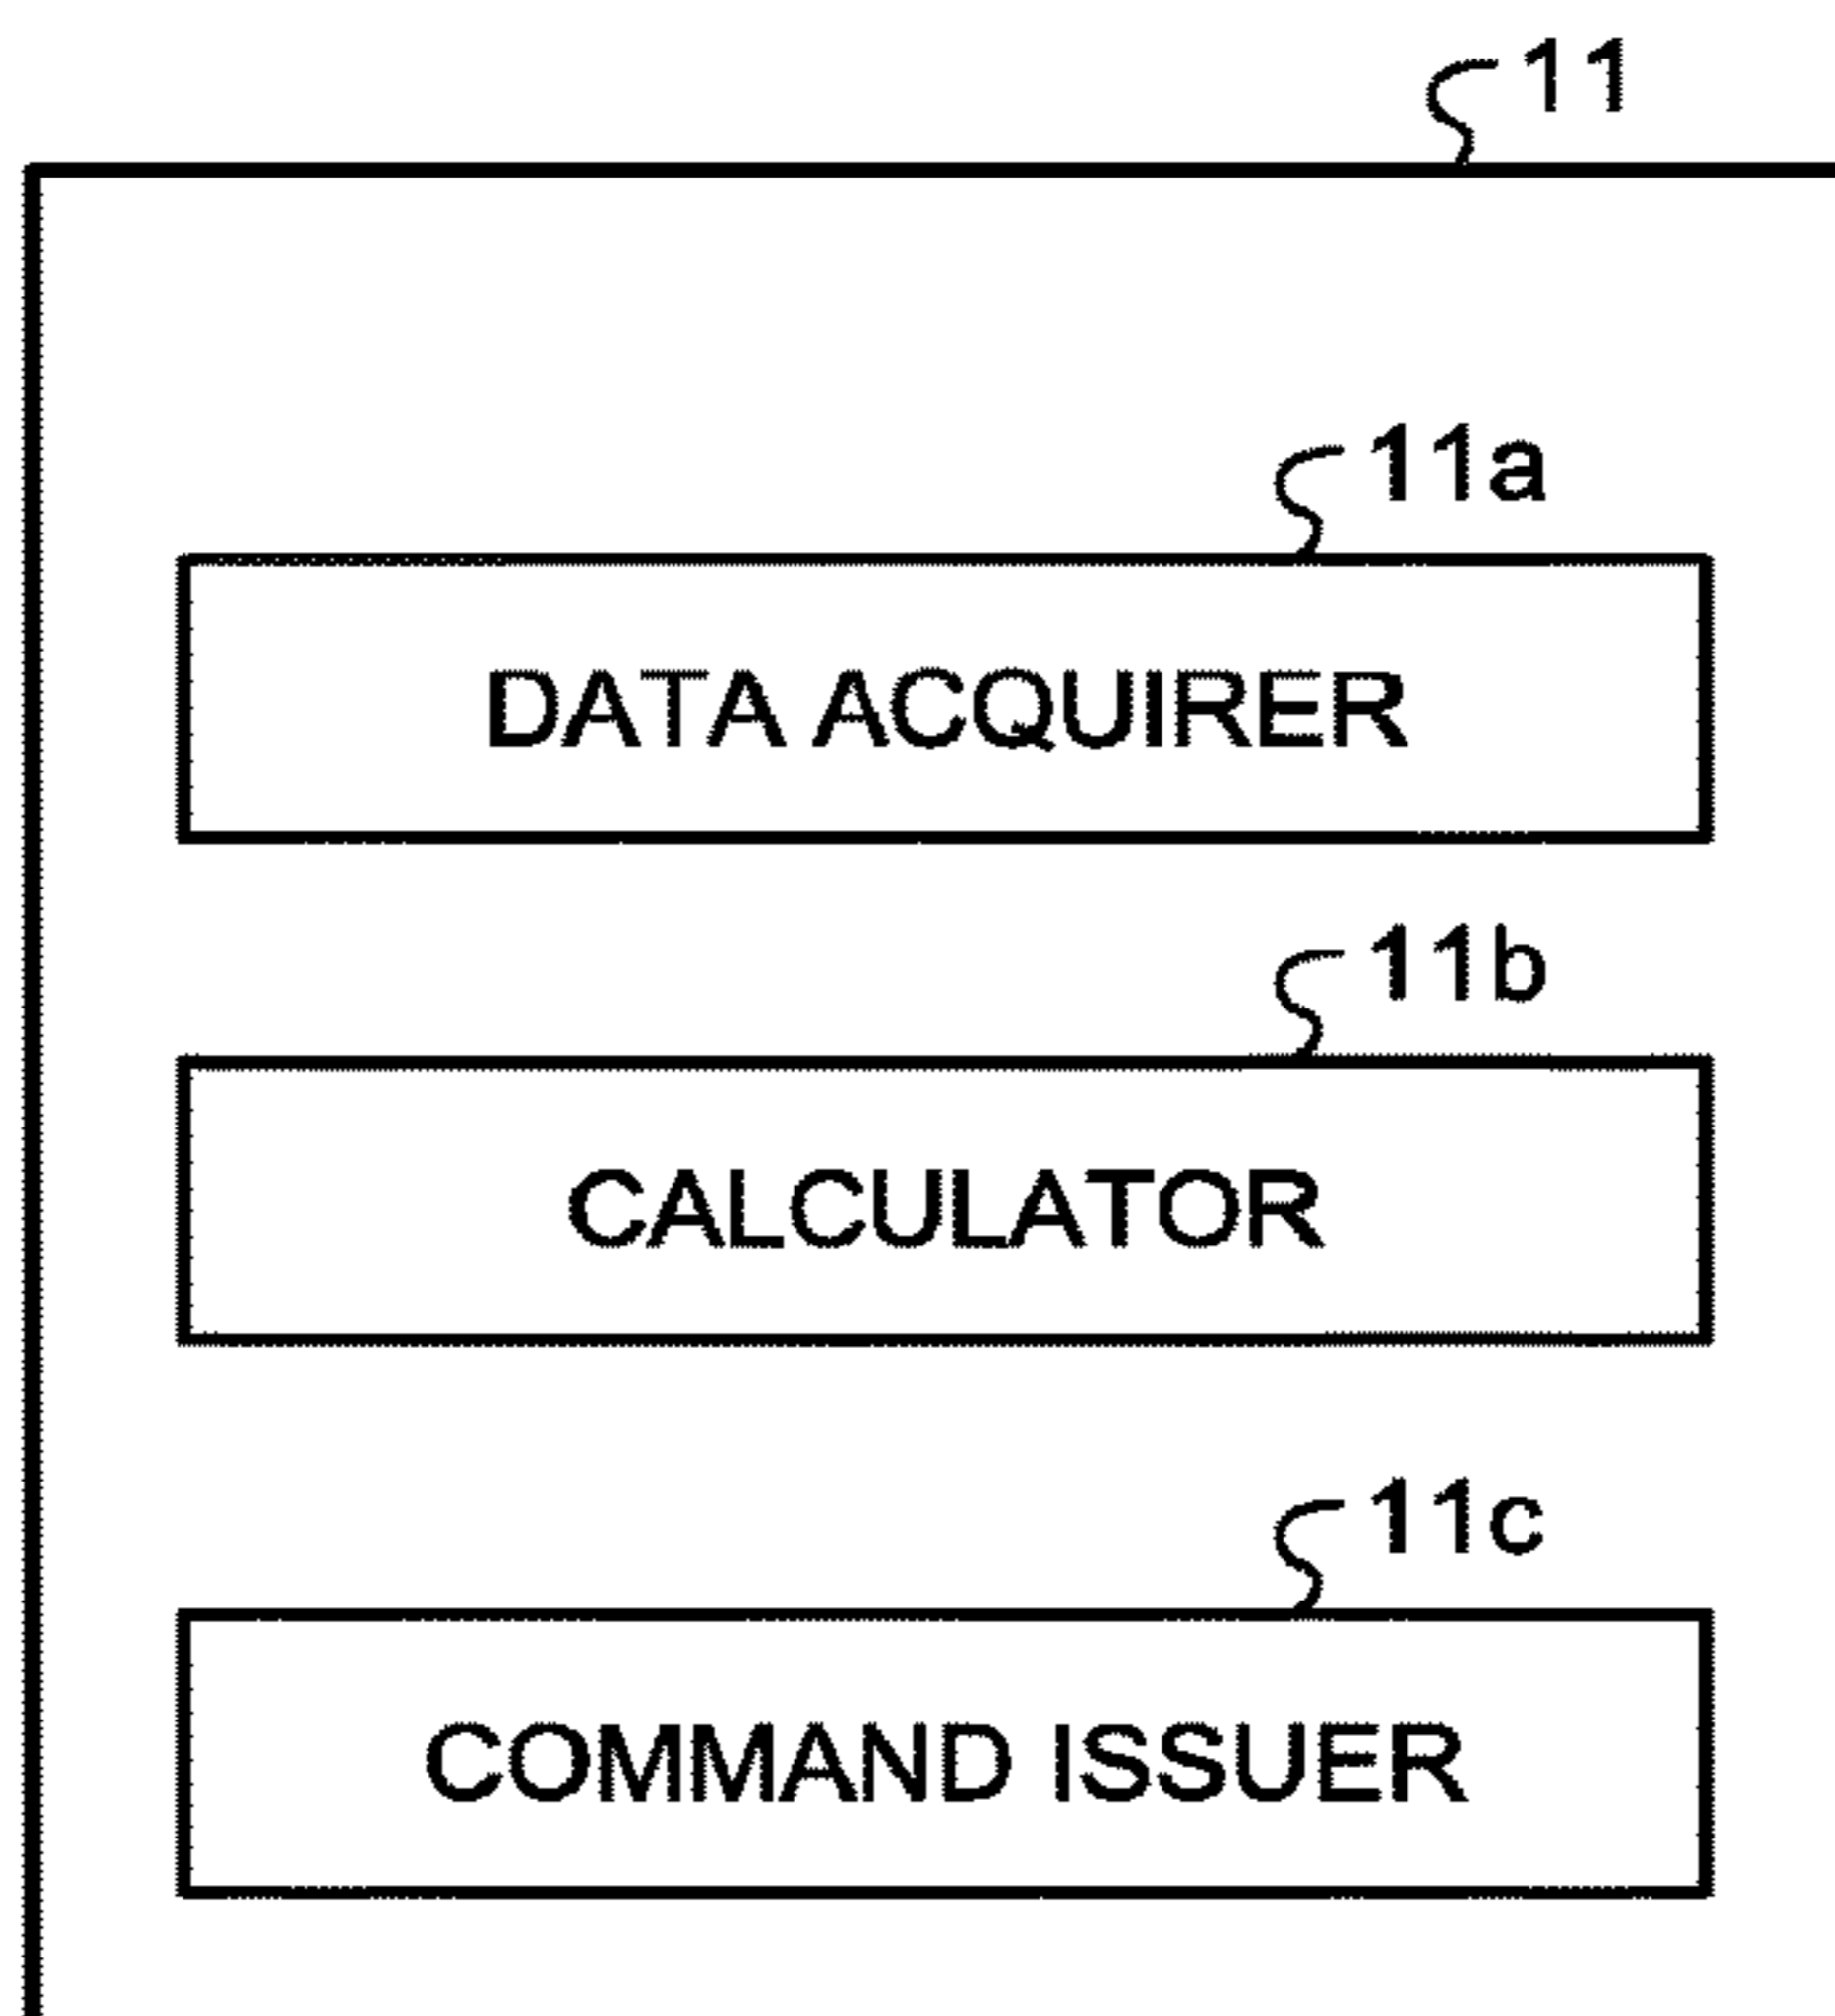 11
11a
DATA ACQUIRER
11b
CALCULATOR
11c
COMMAND ISSUER